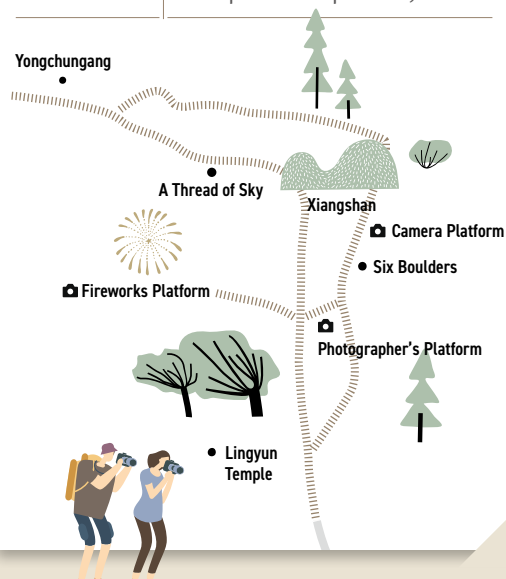 Yongchungang
A Thread of Sky
Xiangshan
Camera Platform
Six Boulders
Fireworks Platform
Photographer's Platform
Lingyun
Temple